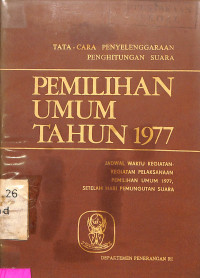 TATA-CARA PENYELENGGARAAN
PENGHITUNGAN SUARA
PEMILIHAN
UMUM
TAHUN 1977
JADWAL WAKTU KEGIATAN-
KEGIATAN PELAKSANAAN
PEMILIHAN UMUM 1977,
SETELAH HARI PEMUNGUTAN SUARA
26
d
DEPARTEMEN PENERANGAN RI